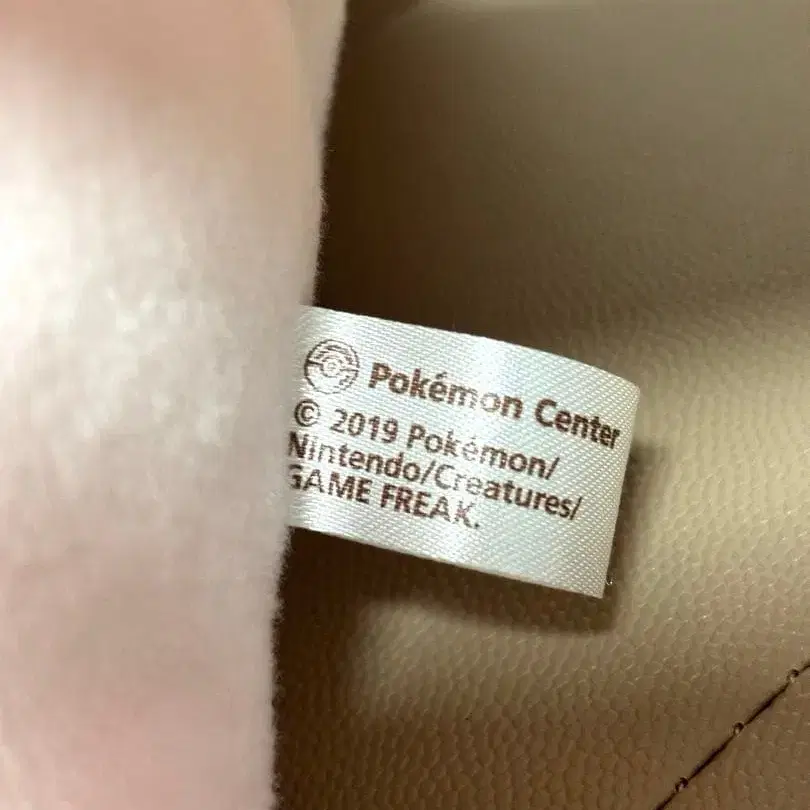 Pokémon Center
© 2019 Pokémon/
Nintendo/Creatures/
GAME FREAK.